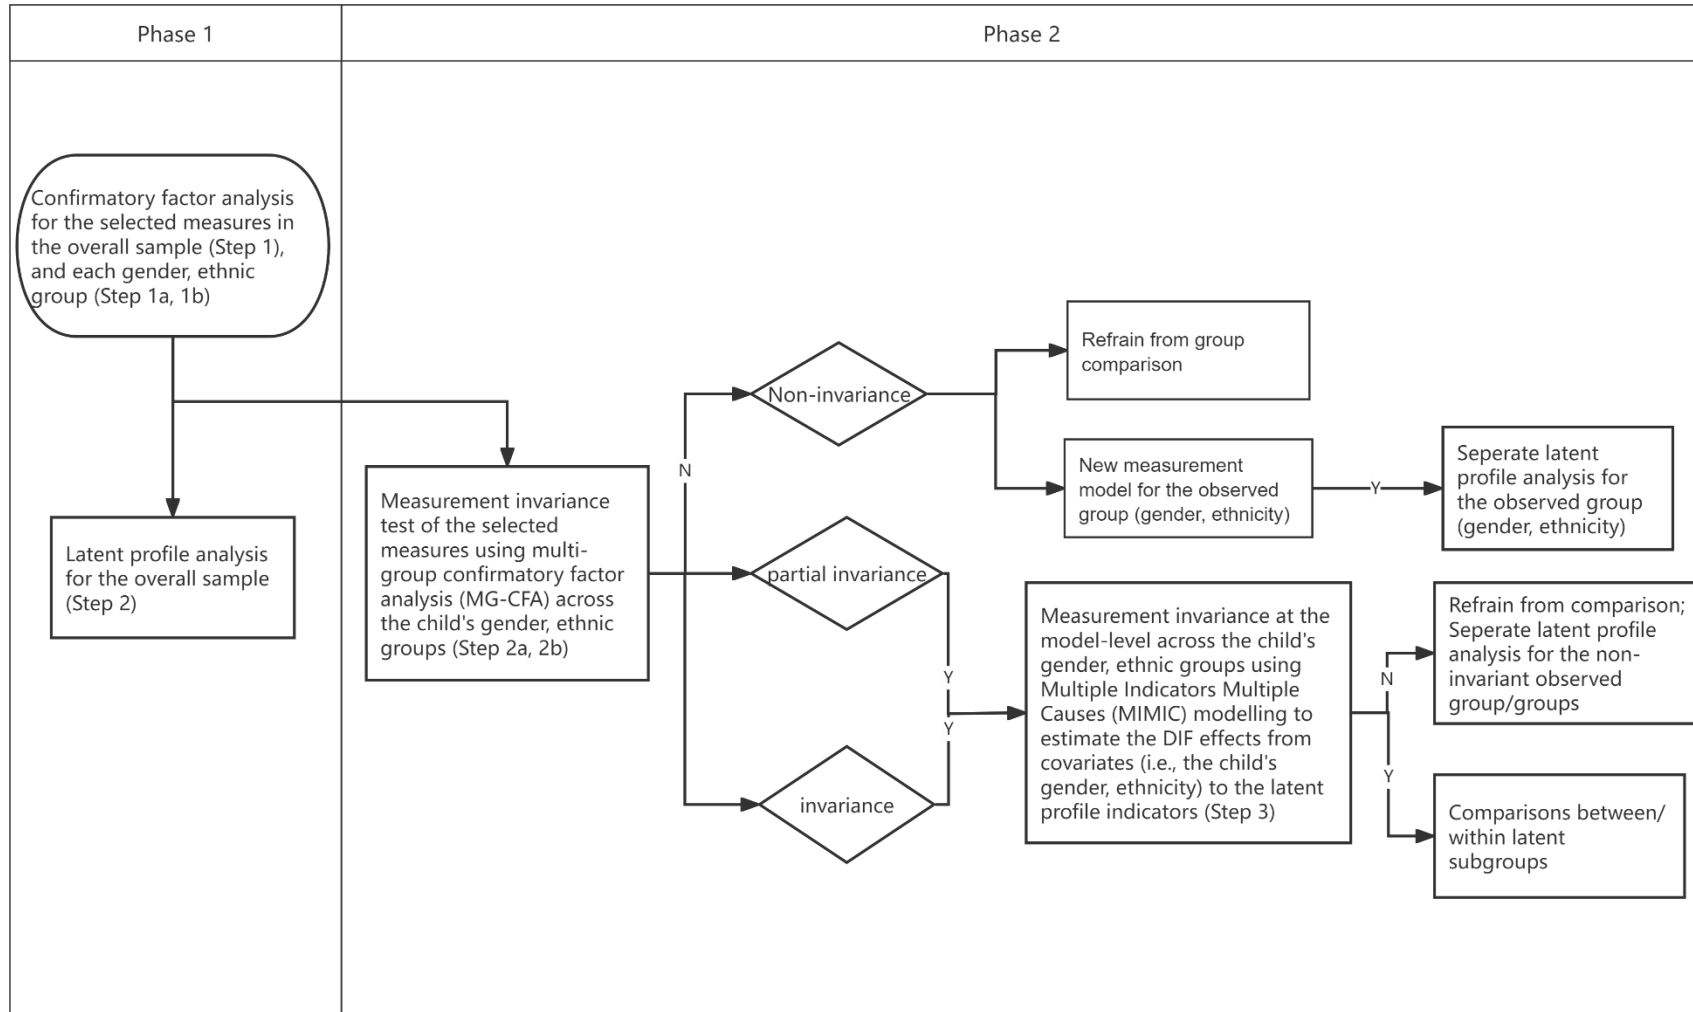 Phase 1
Phase 2
Confirmatory factor analysis
for the selected measures in
the overall sample (Step 1),
and each gender, ethnic
group (Step 1a, 1b)
Latent profile analysis
for the overall sample
(Step 2)
Measurement invariance
test of the selected
measures using multi-
group confirmatory factor
analysis (MG-CFA) across
the child's gender, ethnic
groups (Step 2a, 2b)
N
Non-invariance
partial invariance
invariance
Refrain from group
comparison
New measurement
model for the observed
group (gender, ethnicity)
Y
Seperate latent
profile analysis for
the observed group
(gender, ethnicity)
Y
Y
Measurement invariance at the
model-level across the child's
gender, ethnic groups using
Multiple Indicators Multiple
Causes (MIMIC) modelling to
estimate the DIF effects from
covariates (i.e., the child's
gender, ethnicity) to the latent
profile indicators (Step 3)
N
Y
Refrain from comparison;
Seperate latent profile
analysis for the non-
invariant observed
group/groups
Comparisons between/
within latent
subgroups